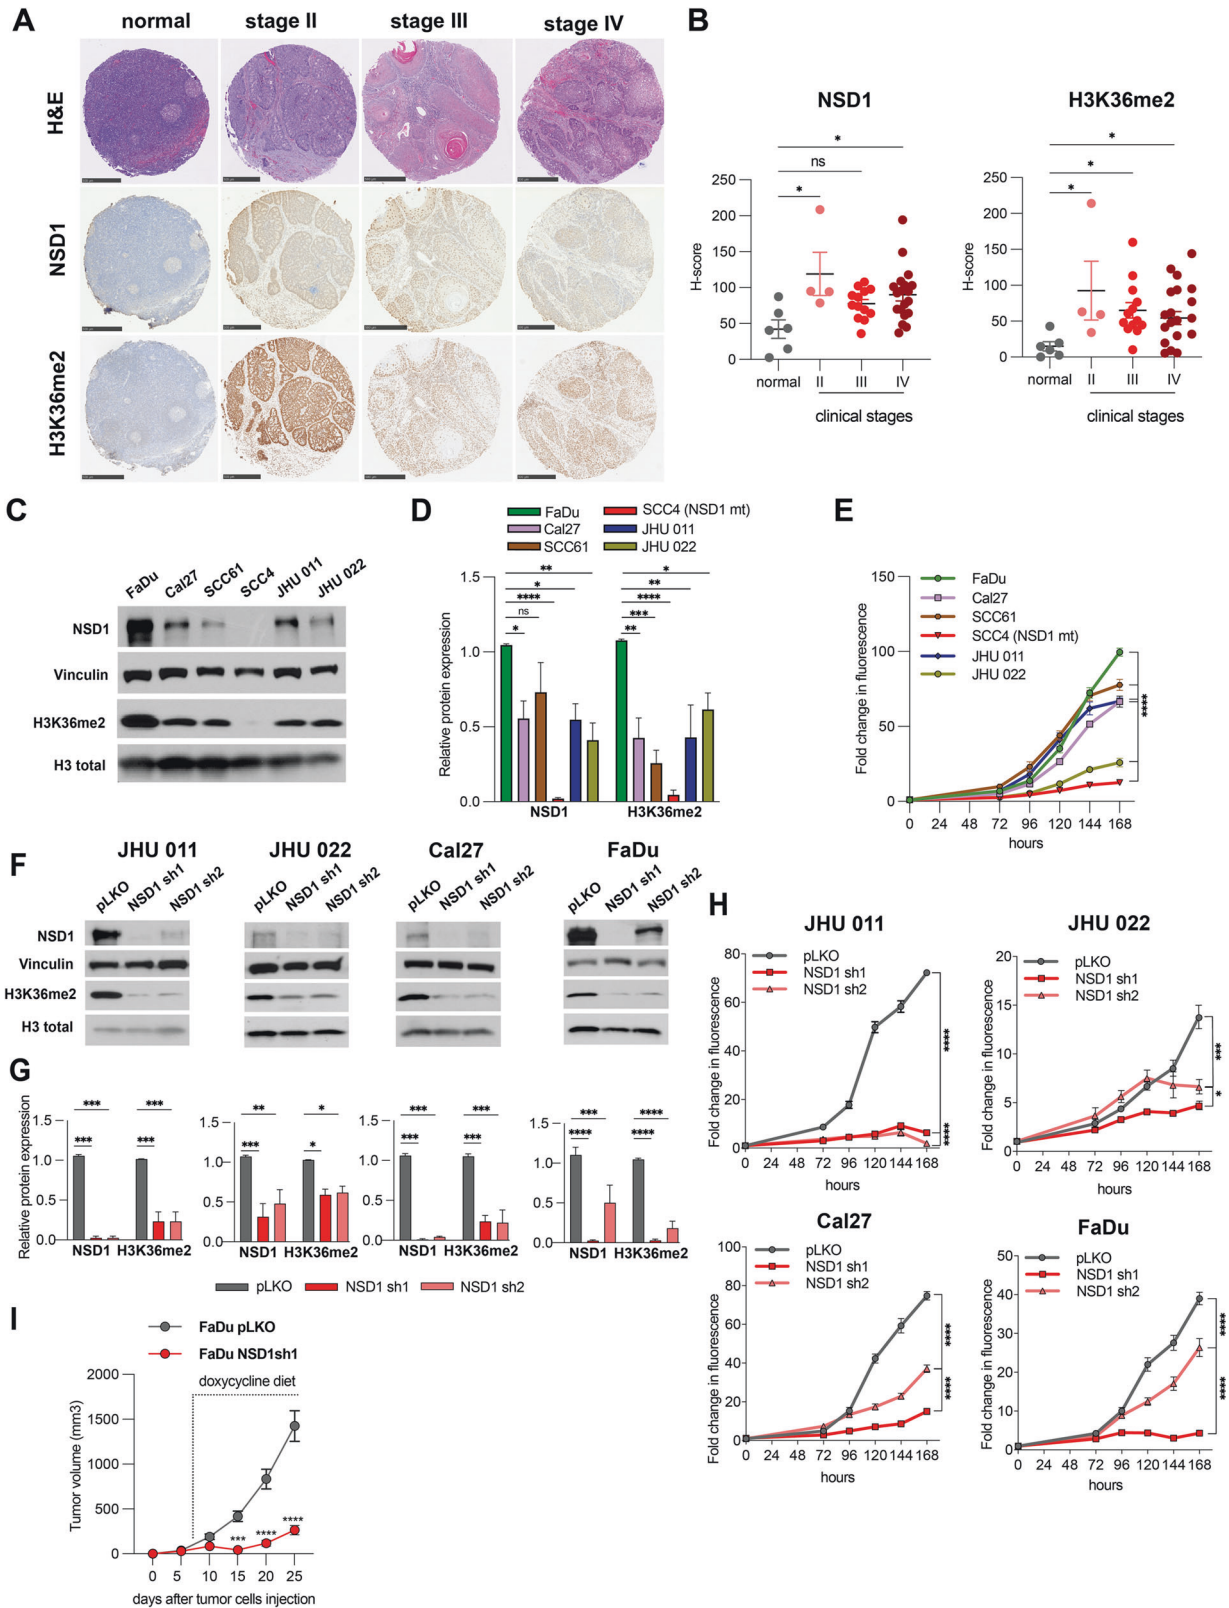 A
normal
stage II
stage III
stage IV
H&E
NSD1
H3K36me2
B
NSD1
H3K36me2
*
ns
*
*
*
*
H-score
250
200
150
100
50
0
normal
II
III
IV
clinical stages
H-score
250
200
150
100
50
0
normal
II
III
IV
clinical stages
C
FaDu
Cal27
SCC61
SCC4
JHU 011
JHU 022
NSD1
Vinculin
H3K36me2
H3 total
D
FaDu
Cal27
SCC61
SCC4 (NSD1 mt)
JHU 011
JHU 022
Relative protein expression
1.5
1.0
0.5
0.0
**
*
****
ns
*
*
**
****
***
**
NSD1
H3K36me2
E
FaDu
Cal27
SCC61
SCC4 (NSD1 mt)
JHU 011
JHU 022
Fold change in fluorescence
150
100
50
0
****
0 24 48 72 96 120 144 168
hours
F
JHU 011
JHU 022
Cal27
FaDu
pLKO
NSD1 sh1
NSD1 sh2
pLKO
NSD1 sh1
NSD1 sh2
pLKO
NSD1 sh1
NSD1 sh2
pLKO
NSD1 sh1
NSD1 sh2
NSD1
Vinculin
H3K36me2
H3 total
G
Relative protein expression
1.5
1.0
0.5
0.0
***
***
***
***
NSD1
H3K36me2
1.5
1.0
0.5
0.0
**
***
*
*
NSD1
H3K36me2
1.5
1.0
0.5
0.0
***
***
***
***
NSD1
H3K36me2
1.5
1.0
0.5
0.0
***
****
****
****
NSD1
H3K36me2
pLKO
NSD1 sh1
NSD1 sh2
H
JHU 011
pLKO
NSD1 sh1
NSD1 sh2
Fold change in fluorescence
80
60
40
20
0
****
****
0 24 48 72 96 120 144 168
hours
JHU 022
pLKO
NSD1 sh1
NSD1 sh2
Fold change in fluorescence
20
15
10
5
0
***
*
0 24 48 72 96 120 144 168
hours
Cal27
pLKO
NSD1 sh1
NSD1 sh2
Fold change in fluorescence
100
80
60
40
20
0
****
****
0 24 48 72 96 120 144 168
hours
FaDu
pLKO
NSD1 sh1
NSD1 sh2
Fold change in fluorescence
50
40
30
20
10
0
****
****
0 24 48 72 96 120 144 168
hours
I
FaDu pLKO
FaDu NSD1sh1
doxycycline diet
Tumor volume (mm3)
2000
1500
1000
500
0
***
****
****
0 5 10 15 20 25
days after tumor cells injection